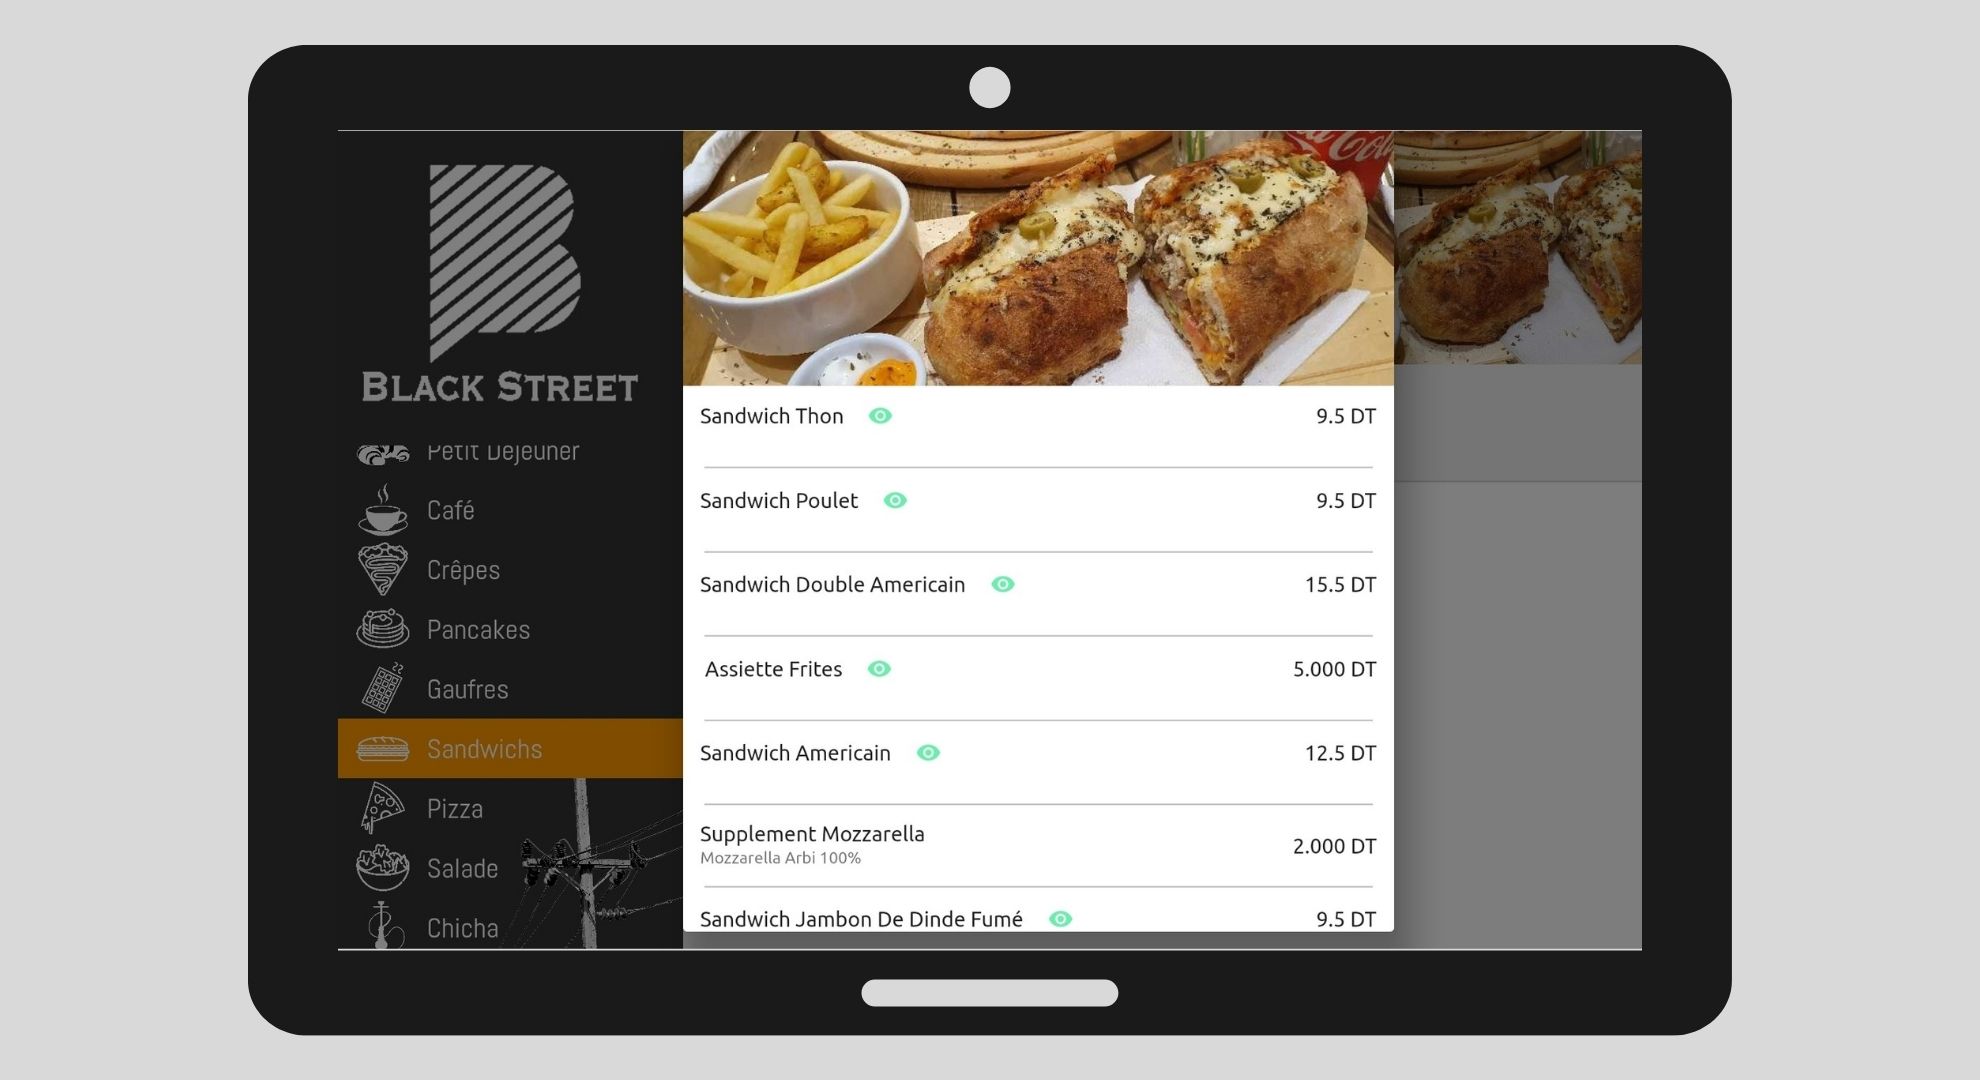 BLACK STREET
Petit Dejeuner
Café
Crêpes
Pancakes
Gaufres
Sandwichs
Pizza
Salade
Chicha
Sandwich Thon 9.5 DT
Sandwich Poulet 9.5 DT
Sandwich Double Americain 15.5 DT
Assiette Frites 5.000 DT
Sandwich Americain 12.5 DT
Supplement Mozzarella 2.000 DT
Mozzarella Arbi 100%
Sandwich Jambon De Dinde Fumé 9.5 DT